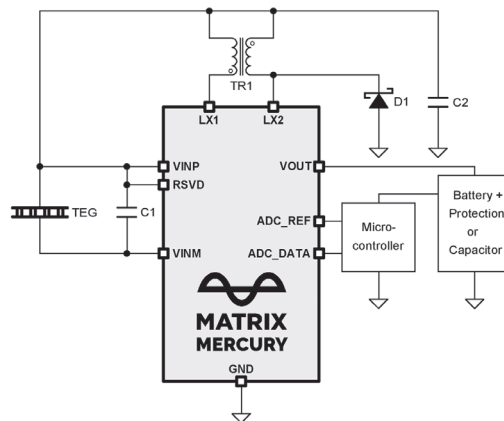 TR1
D1
C2
LX1
LX2
VINP
VOUT
RSVD
TEG
C1
ADC_REF
Micro-
controller
Battery +
Protection
or
Capacitor
VINM
ADC_DATA
MATRIX
MERCURY
GND